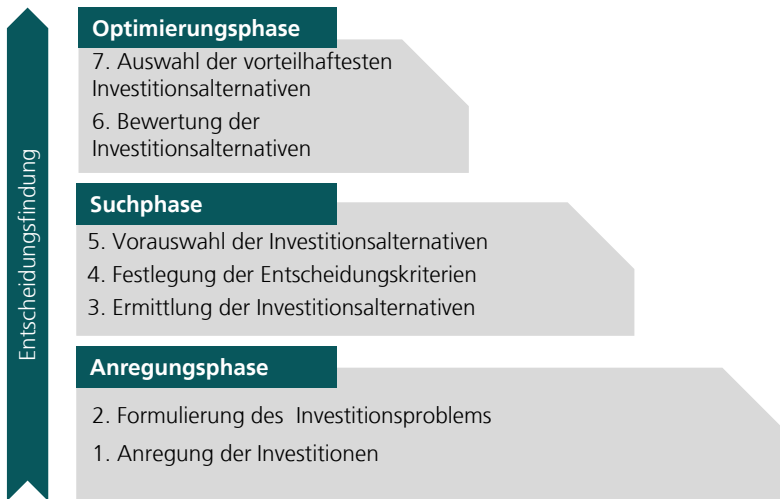 Entscheidungsfindung
Optimierungsphase
7. Auswahl der vorteilhaftesten
Investitionsalternativen
6. Bewertung der
Investitionsalternativen
Suchphase
5. Vorauswahl der Investitionsalternativen
4. Festlegung der Entscheidungskriterien
3. Ermittlung der Investitionsalternativen
Anregungsphase
2. Formulierung des Investitionsproblems
1. Anregung der Investitionen